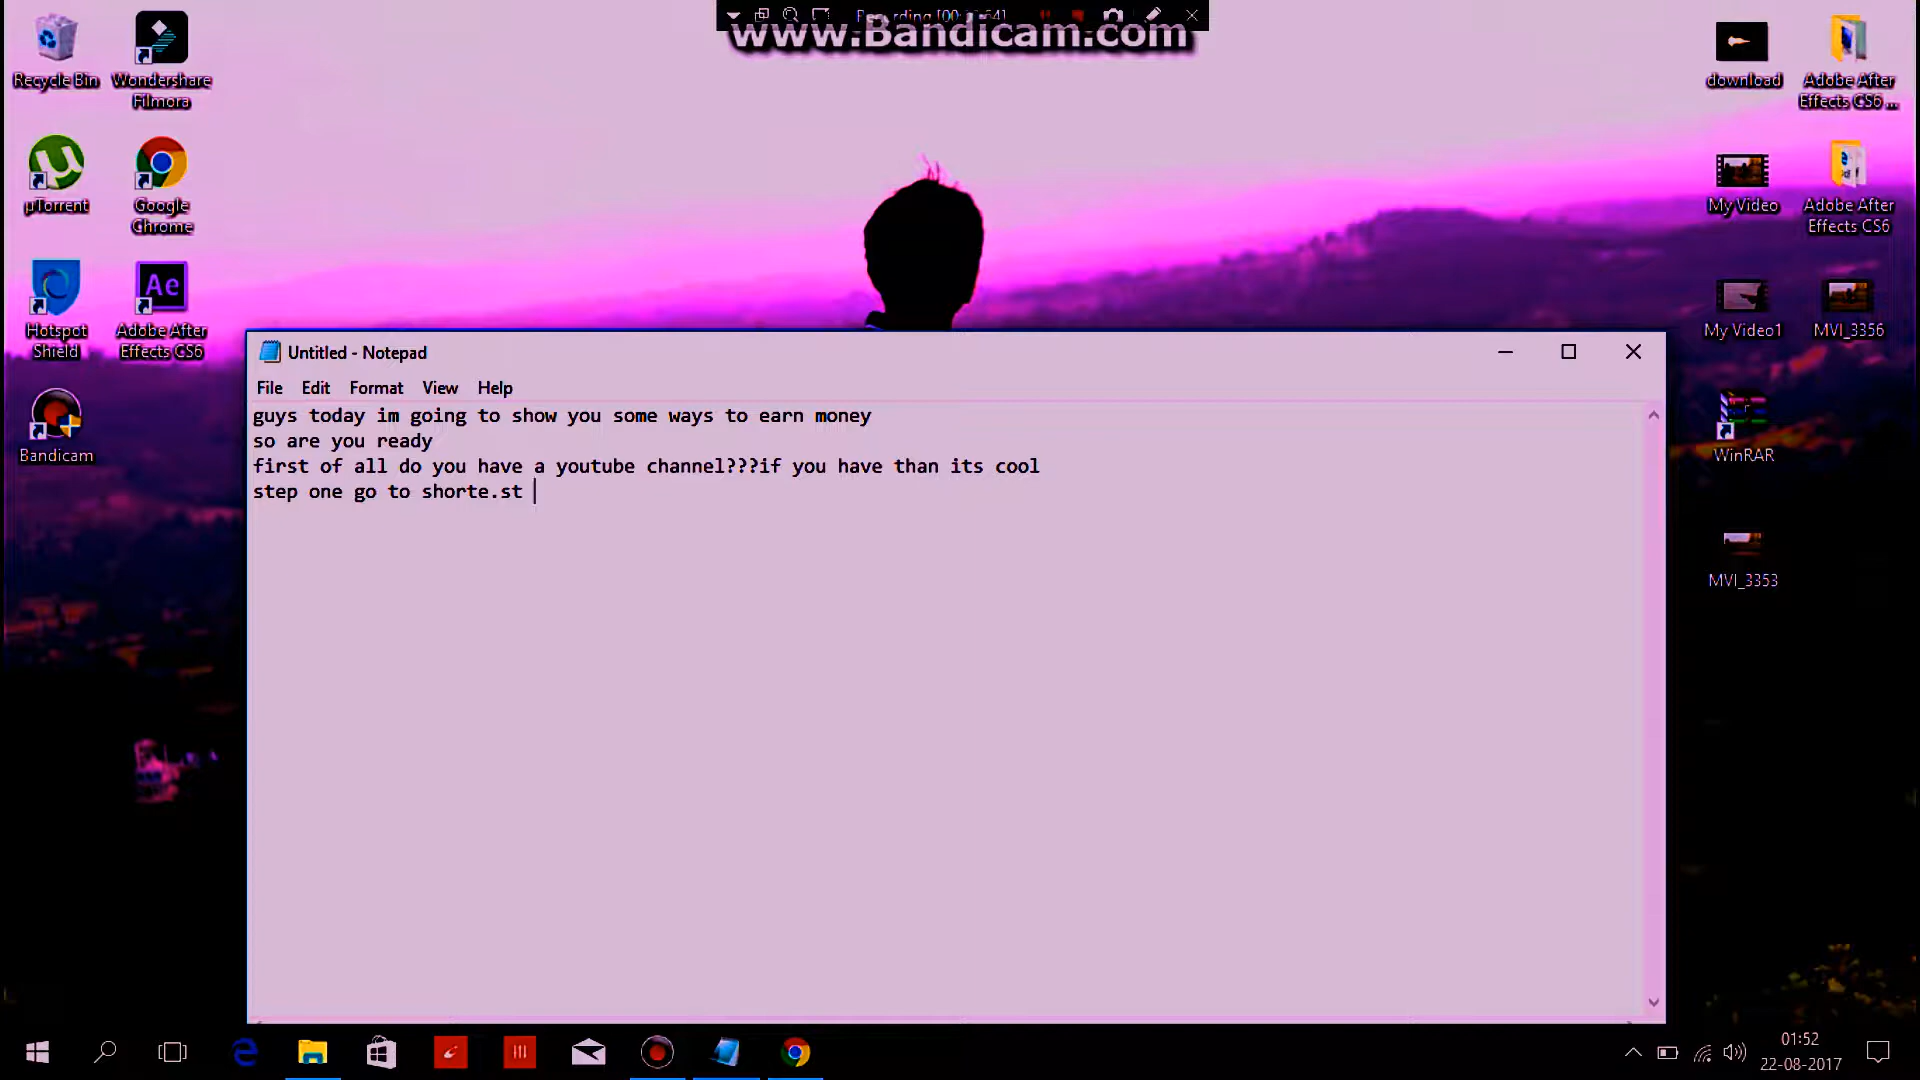 Recording [00:
www.Bandicam.com
Recycle Bin
Wondershare
Filmora
µTorrent
Google
Chrome
Hotspot
Shield
Ae
Adobe After
Effects CS6
Bandicam
download
Adobe After
Effects CS6 ...
My Video
Adobe After
Effects CS6
My Video1
MVI_3356
WinRAR
MVI_3353
Untitled - Notepad
File Edit Format View Help
guys today im going to show you some ways to earn money
so are you ready
first of all do you have a youtube channel???if you have than its cool
step one go to shorte.st
01:52
22-08-2017